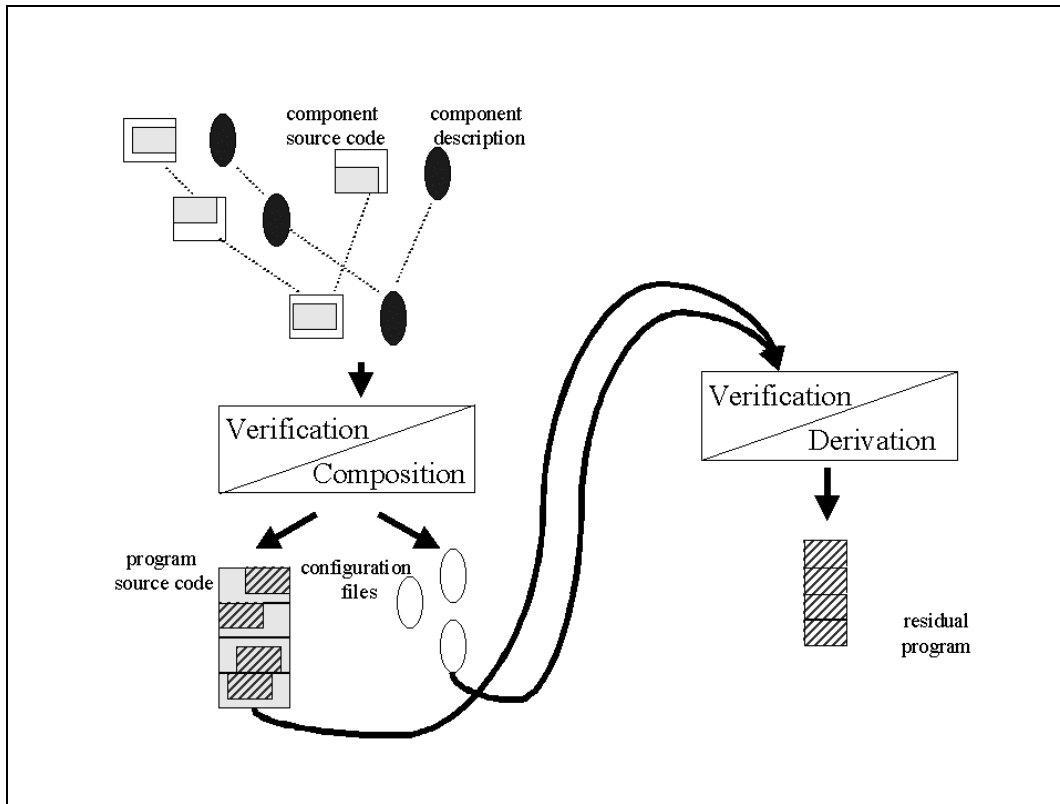 component
source code
component
description
Verification
Composition
Verification
Derivation
program
source code
configuration
files
residual
program